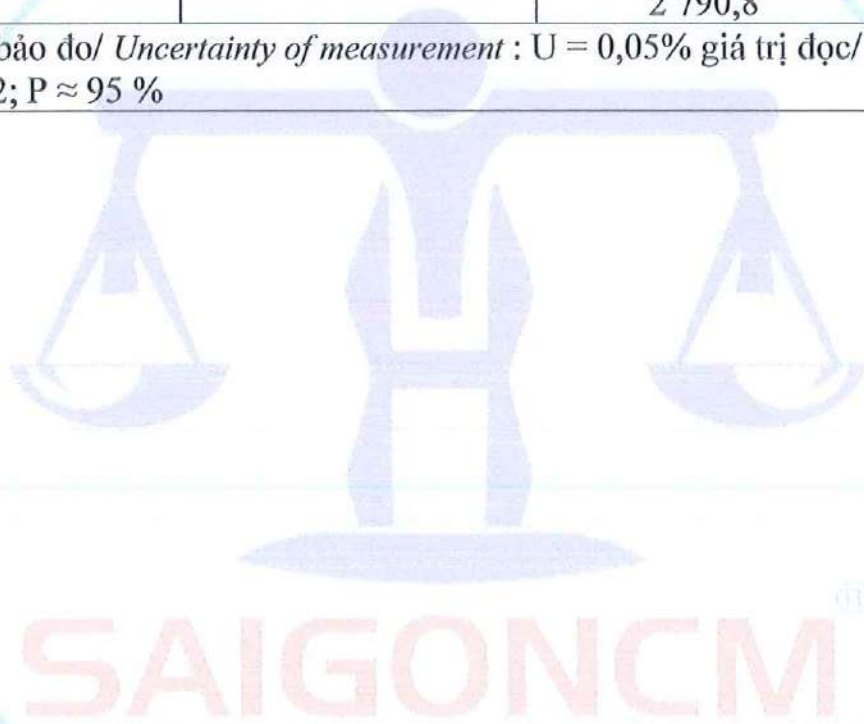 2 790,8
bảo đo/ Uncertainty of measurement : U = 0,05% giá trị đọc/
2; P ≈ 95 %
SAIGONCM